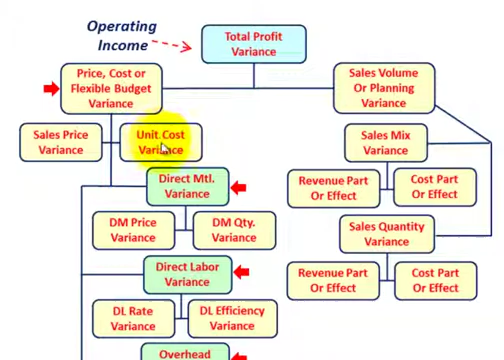 Operating
Income
Total Profit
Variance
Price, Cost or
Flexible Budget
Variance
Sales Volume
Or Planning
Variance
Sales Price
Variance
Unit Cost
Variance
Sales Mix
Variance
Direct Mtl.
Variance
Revenue Part
Or Effect
Cost Part
Or Effect
DM Price
Variance
DM Qty.
Variance
Sales Quantity
Variance
Direct Labor
Variance
Revenue Part
Or Effect
Cost Part
Or Effect
DL Rate
Variance
DL Efficiency
Variance
Overhead